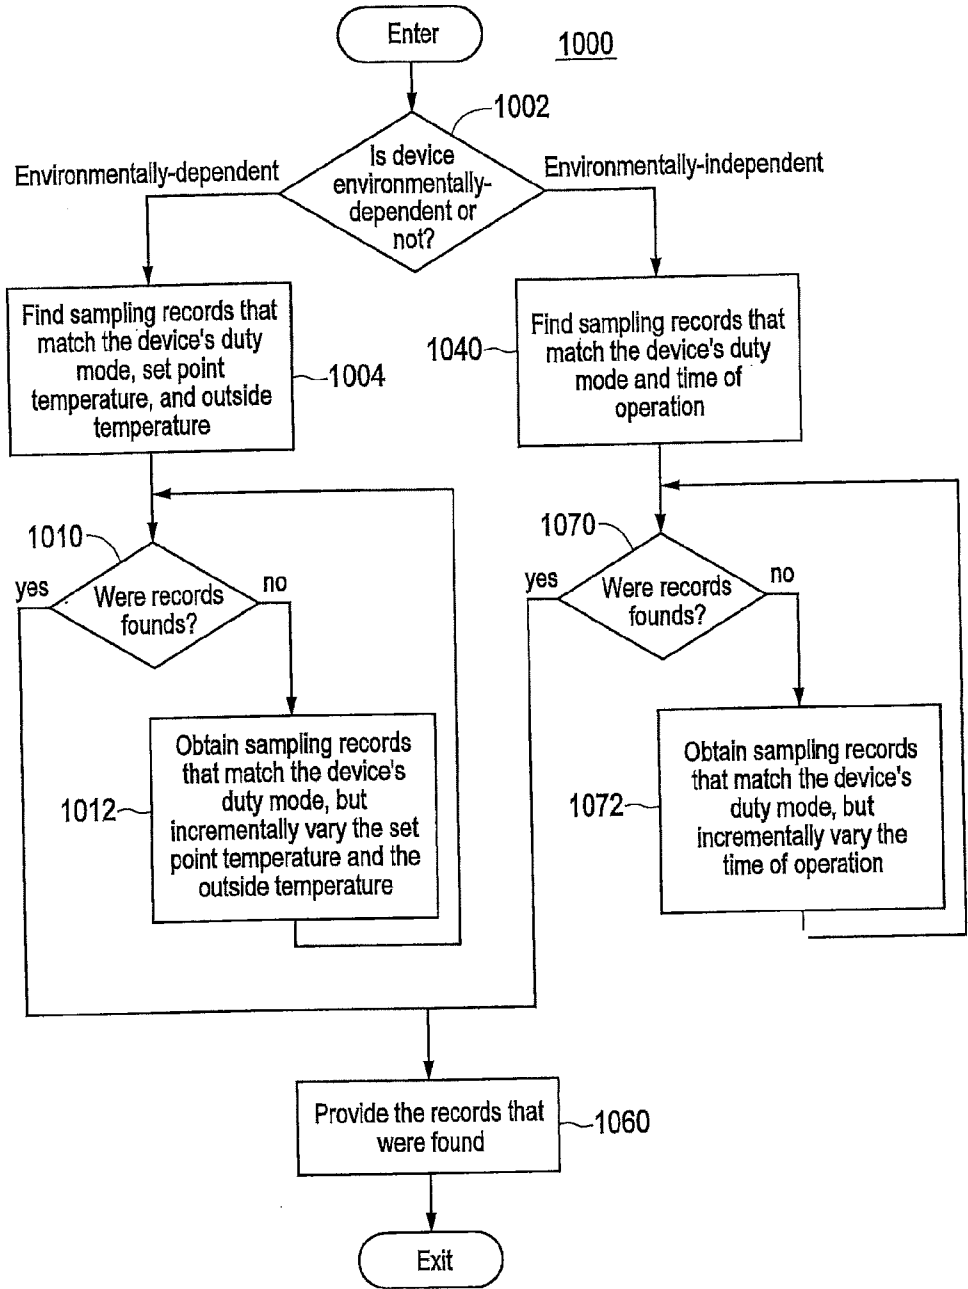 Enter
1000
1002
Is device
environmentally-
dependent or
not?
Environmentally-dependent
Environmentally-independent
Find sampling records that
match the device's duty
mode, set point
temperature, and outside
temperature
1004
1040
Find sampling records that
match the device's duty
mode and time of
operation
1010
yes
no
Were records
founds?
1070
yes
no
Were records
founds?
1012
Obtain sampling records
that match the device's
duty mode, but
incrementally vary the set
point temperature and the
outside temperature
1072
Obtain sampling records
that match the device's
duty mode, but
incrementally vary the
time of operation
Provide the records that
were found
1060
Exit